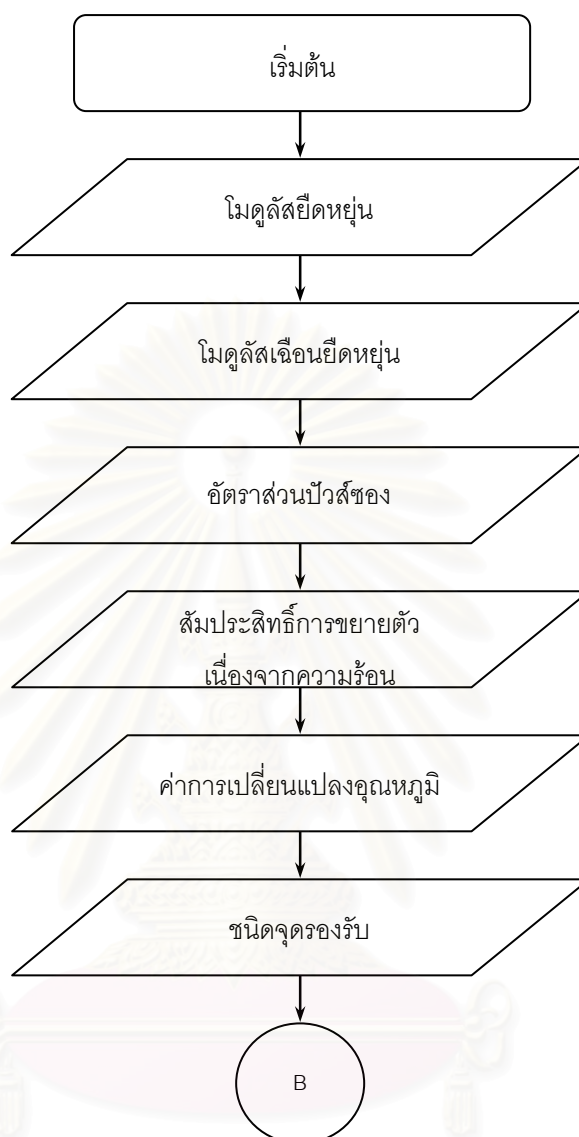 เริ่มต้น
โมดูลัสยืดหยุ่น
โมดูลัสเฉือนยืดหยุ่น
อัตราส่วนปัวส์ซอง
สัมประสิทธิ์การขยายตัว
เนื่องจากความร้อน
ค่าการเปลี่ยนแปลงอุณหภูมิ
ชนิดจุดรองรับ
B